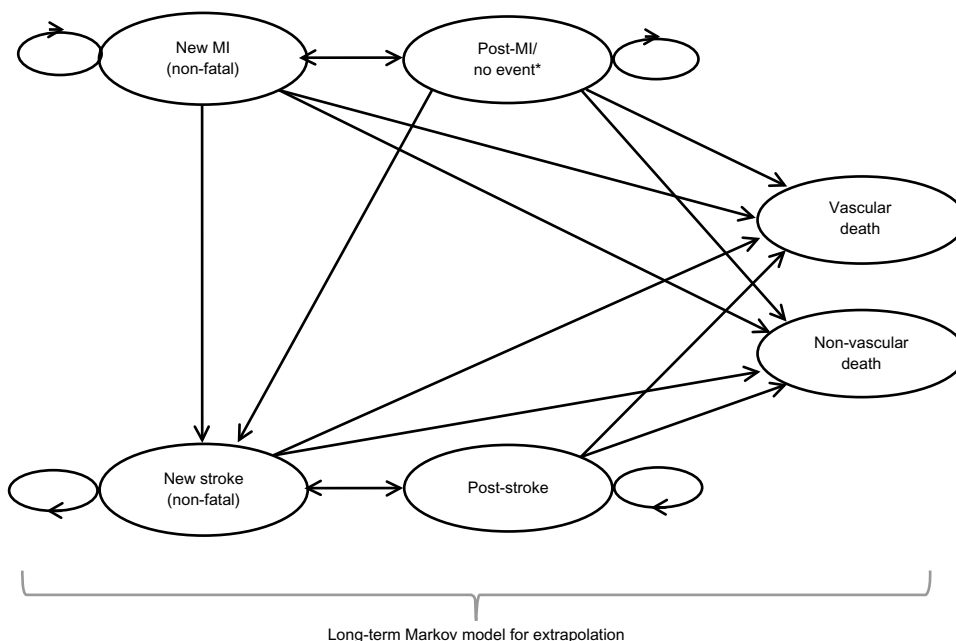 New MI
(non-fatal)
Post-MI/
no event*
Vascular
death
Non-vascular
death
New stroke
(non-fatal)
Post-stroke
Long-term Markov model for extrapolation